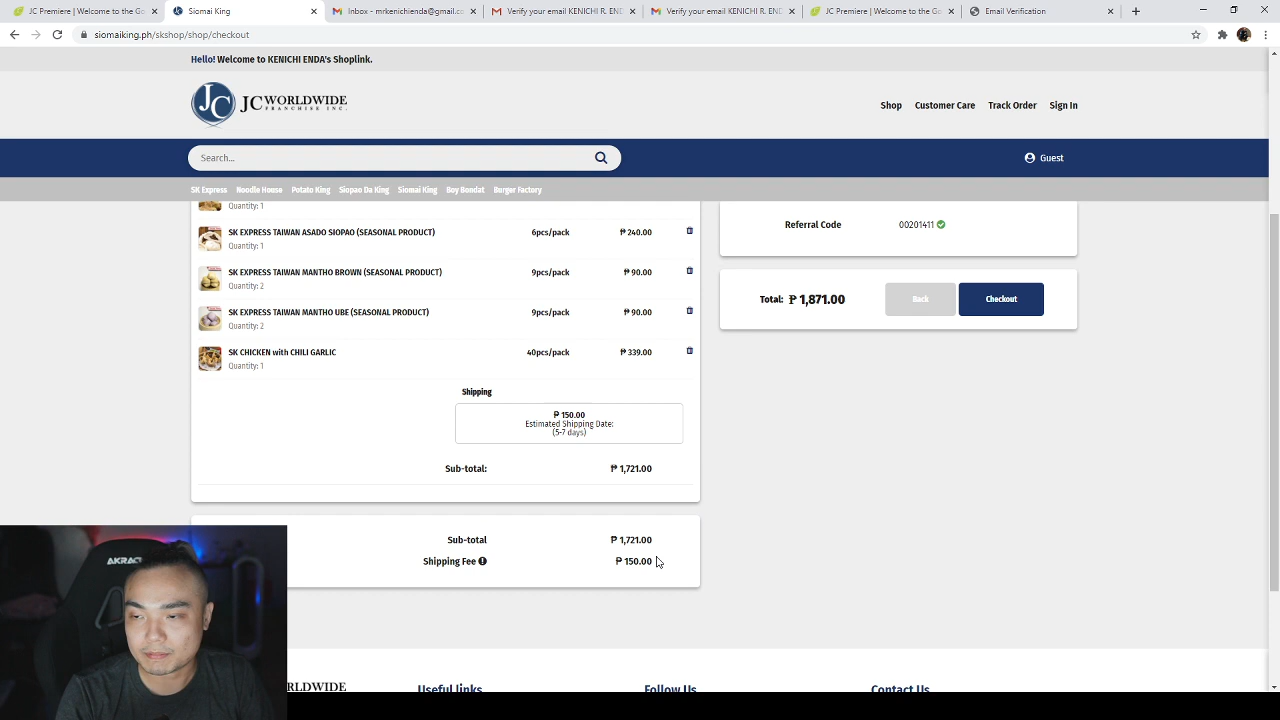 JC Premiere | Welcome to the Go
Siomai King
Inbox - mrkenichienda@gmail.cc
Verify your email KENICHI R. END
Verify your email KENICHI R. END
JC Premiere | Welcome to the Go
Email Verification
siomaiking.ph/skshop/shop/checkout
Hello! Welcome to KENICHI ENDA's Shoplink.
JC JC WORLDWIDE
FRANCHISE INC.
Shop Customer Care Track Order Sign In
Search...
Guest
SK Express Noodle House Potato King Siopao Da King Siomai King Boy Bondat Burger Factory
Quantity: 1
SK EXPRESS TAIWAN ASADO SIOPAO (SEASONAL PRODUCT) 6pcs/pack ₱ 240.00
Quantity: 1
SK EXPRESS TAIWAN MANTHO BROWN (SEASONAL PRODUCT) 9pcs/pack ₱ 90.00
Quantity: 2
SK EXPRESS TAIWAN MANTHO UBE (SEASONAL PRODUCT) 9pcs/pack ₱ 90.00
Quantity: 2
SK CHICKEN with CHILI GARLIC 40pcs/pack ₱ 339.00
Quantity: 1
Shipping
₱ 150.00
Estimated Shipping Date:
(5-7 days)
Sub-total: ₱ 1,721.00
Sub-total ₱ 1,721.00
Shipping Fee ₱ 150.00
Referral Code 00201411
Total: ₱ 1,871.00 Back Checkout
AKRACING
RLDWIDE Useful links Follow Us Contact Us